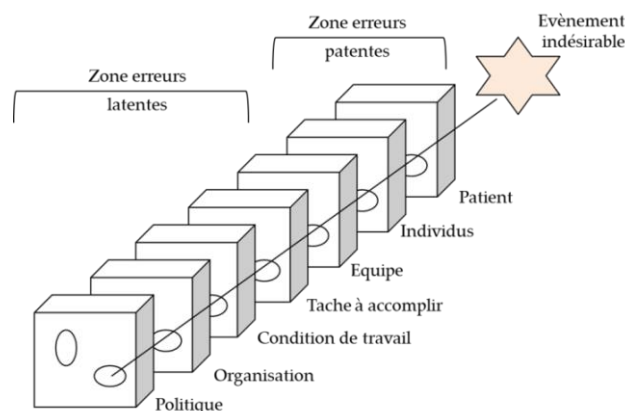 Evènement
indésirable
Zone erreurs
patentes
Zone erreurs
latentes
Patient
Individus
Equipe
Tache à accomplir
Condition de travail
Organisation
Politique